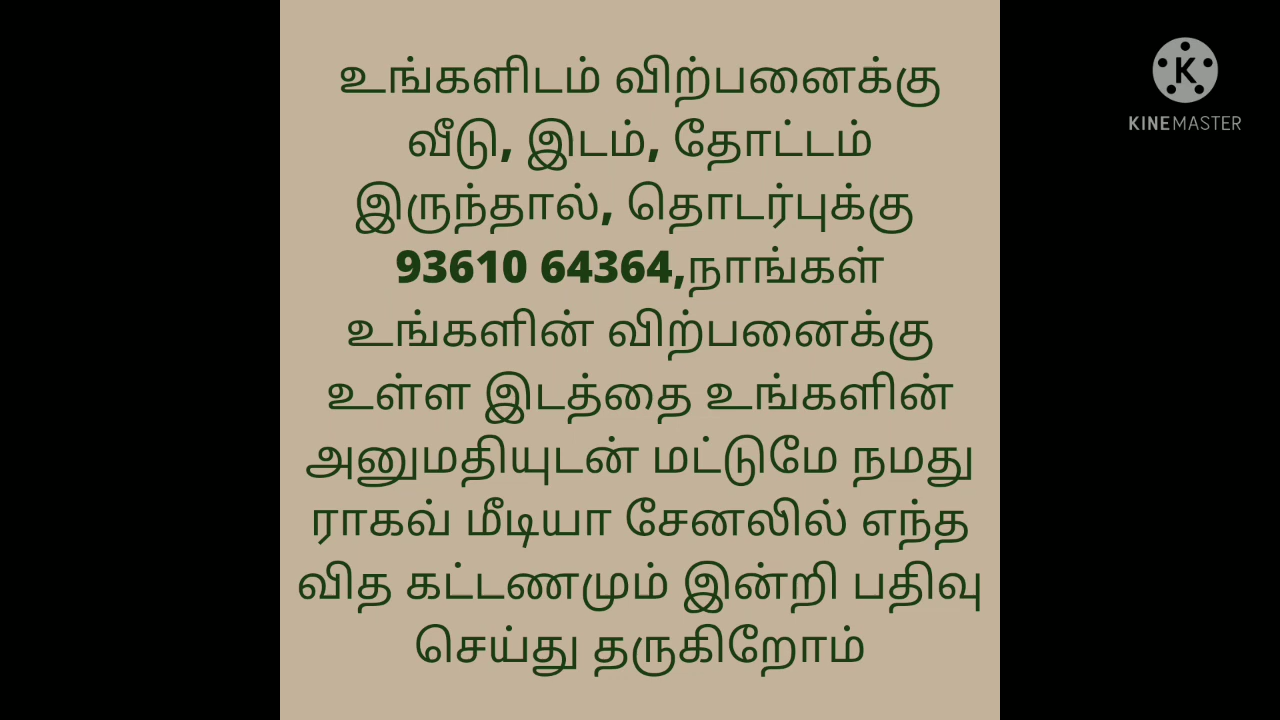 உங்களிடம் விற்பனைக்கு
வீடு, இடம், தோட்டம்
இருந்தால், தொடர்புக்கு
93610 64364,நாங்கள்
உங்களின் விற்பனைக்கு
உள்ள இடத்தை உங்களின்
அனுமதியுடன் மட்டுமே நமது
ராகவ் மீடியா சேனலில் எந்த
வித கட்டணமும் இன்றி பதிவு
செய்து தருகிறோம்
K
KINEMASTER